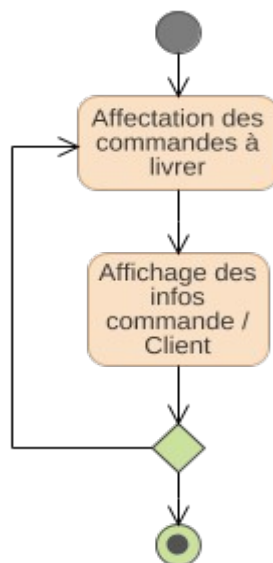 Affectation des
commandes à
livrer
Affichage des
infos
commande /
Client